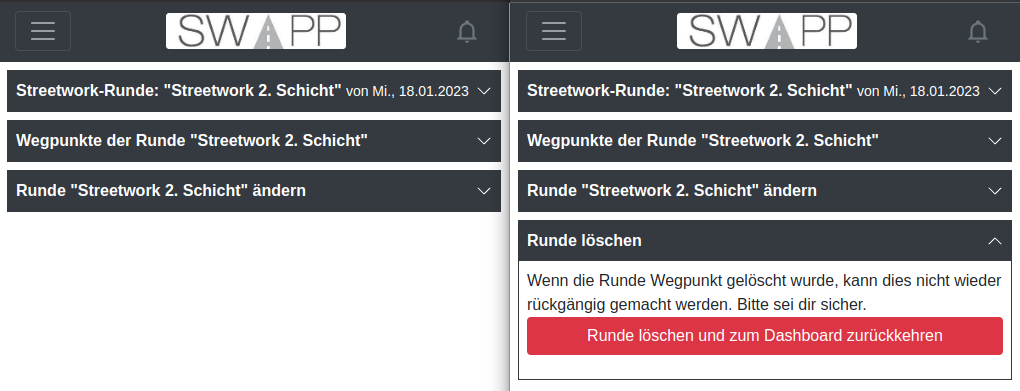 SWAPP
Streetwork-Runde: "Streetwork 2. Schicht" von Mi., 18.01.2023
Wegpunkte der Runde "Streetwork 2. Schicht"
Runde "Streetwork 2. Schicht" ändern
SWAPP
Streetwork-Runde: "Streetwork 2. Schicht" von Mi., 18.01.2023
Wegpunkte der Runde "Streetwork 2. Schicht"
Runde "Streetwork 2. Schicht" ändern
Runde löschen
Wenn die Runde Wegpunkt gelöscht wurde, kann dies nicht wieder
rückgängig gemacht werden. Bitte sei dir sicher.
Runde löschen und zum Dashboard zurückkehren